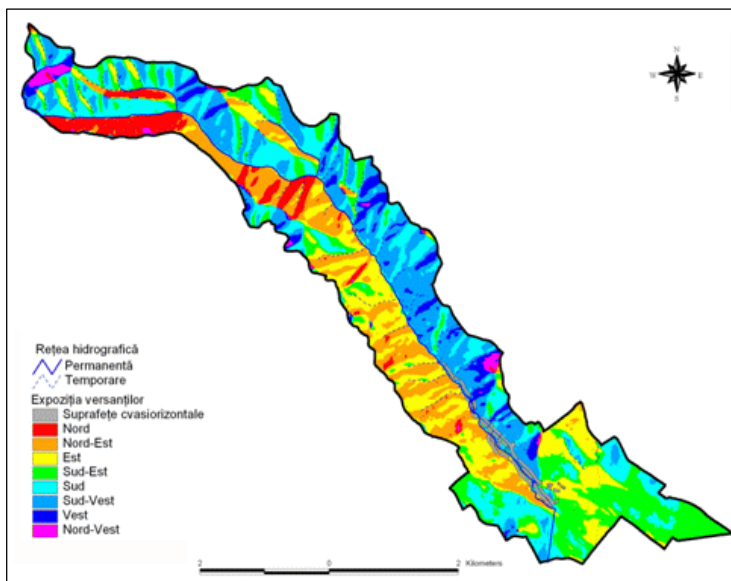 N
W E
S
Rețea hidrografică
Permanentă
Temporare
Expoziția versanților
Suprafețe cvasiorizontale
Nord
Nord-Est
Est
Sud-Est
Sud
Sud-Vest
Vest
Nord-Vest
2 0 2 Kilometers